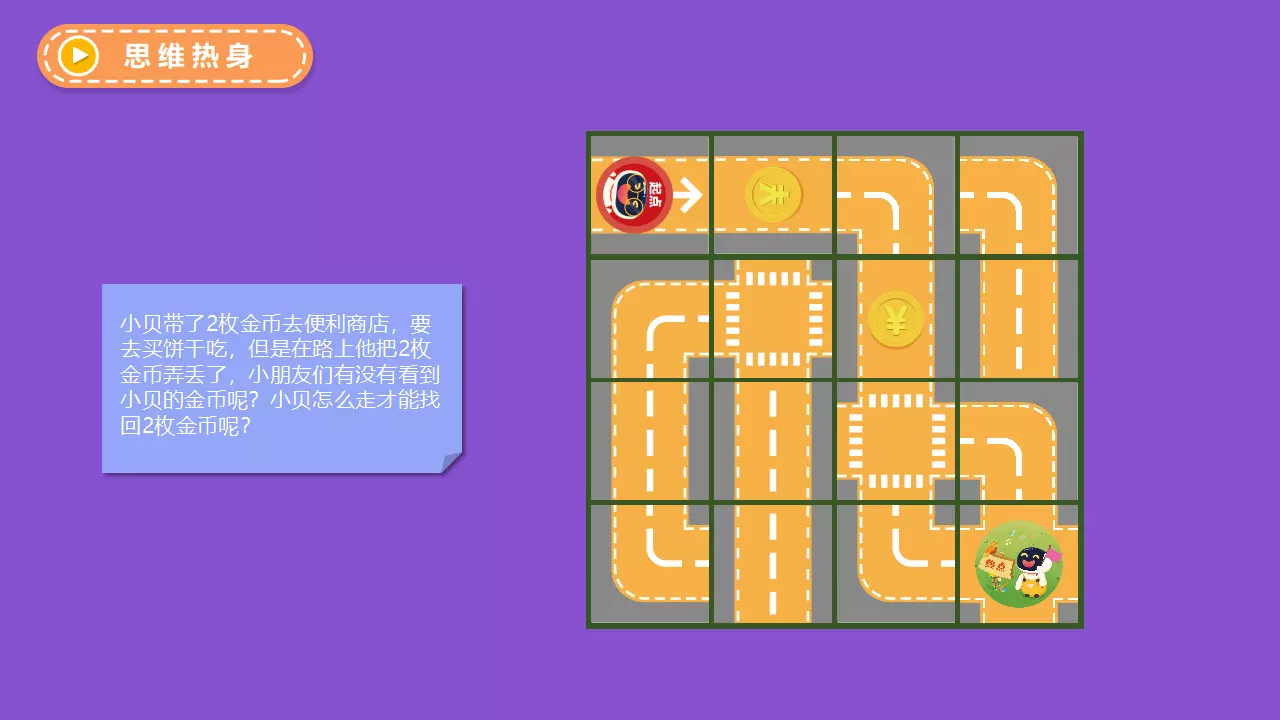 思维热身
起点
¥
¥
小贝带了2枚金币去便利商店，要
去买饼干吃，但是在路上他把2枚
金币弄丢了，小朋友们有没有看到
小贝的金币呢？小贝怎么走才能找
回2枚金币呢？
终点